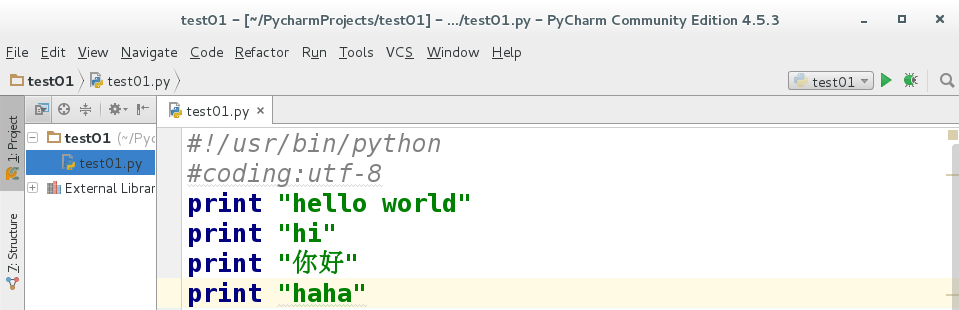 test01 – [~/PycharmProjects/test01] – .../test01.py – PyCharm Community Edition 4.5.3
File Edit View Navigate Code Refactor Run Tools VCS Window Help
test01 test01.py test01
1: Project
7: Structure
test01 (~/Pyc
test01.py
External Librar
test01.py ×
#!/usr/bin/python
#coding:utf-8
print "hello world"
print "hi"
print "你好"
print "haha"